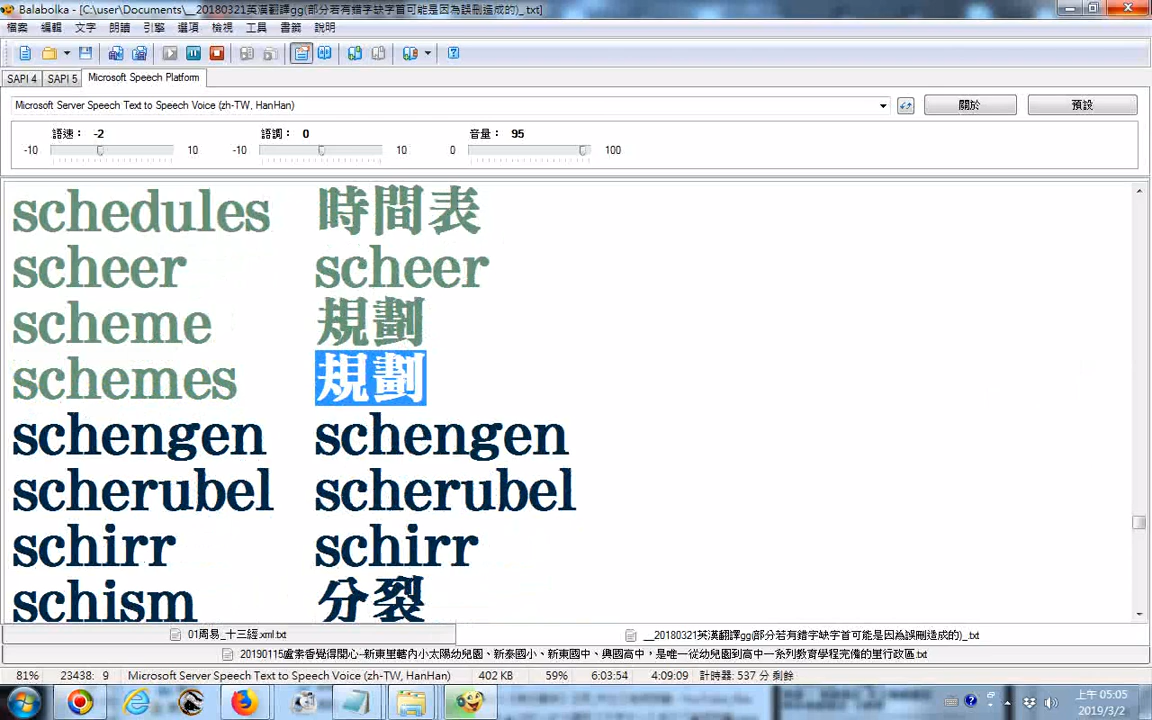 Balabolka - [C:\user\Documents\__20180321英漢翻譯gg(部分若有錯字缺字首可能是因為誤刪造成的)_.txt]
檔案 編輯 文字 朗讀 引擎 選項 檢視 工具 書籤 說明
SAPI 4 SAPI 5 Microsoft Speech Platform
Microsoft Server Speech Text to Speech Voice (zh-TW, HanHan) 關於 預設
語速： -2 語調： 0 音量： 95
-10 10 -10 10 0 100
schedules 時間表
scheer scheer
scheme 規劃
schemes 規劃
schengen schengen
scherubel scherubel
schirr schirr
schism 分裂
01周易_十三經.xml.txt __20180321英漢翻譯gg(部分若有錯字缺字首可能是因為誤刪造成的)_.txt
20190115盧素香覺得開心--新東里轄內小太陽幼兒園、新泰國小、新東國中、興國高中，是唯一從幼兒園到高中一系列教育學程完備的里行政區.txt
81% 23438: 9 Microsoft Server Speech Text to Speech Voice (zh-TW, HanHan) 402 KB 59% 6:03:54 4:09:09 計時器: 537 分 剩餘
上午 05:05
2019/3/2